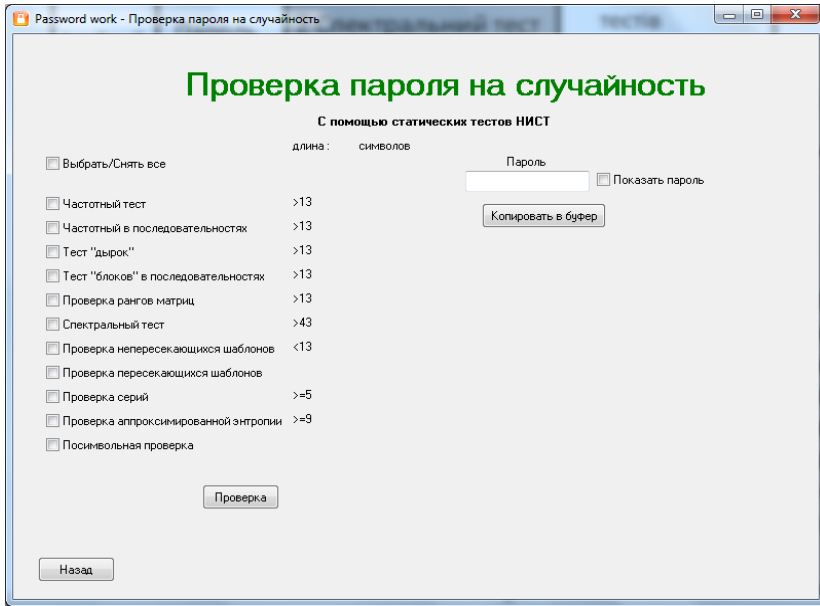 Password work - Проверка пароля на случайность
Проверка пароля на случайность
С помощью статических тестов НИСТ
длина : символов
Выбрать/Снять все
Пароль
Показать пароль
Копировать в буфер
Частотный тест >13
Частотный в последовательностях >13
Тест "дырок" >13
Тест "блоков" в последовательностях >13
Проверка рангов матриц >13
Спектральный тест >43
Проверка непересекающихся шаблонов <13
Проверка пересекающихся шаблонов
Проверка серий >=5
Проверка аппроксимированной энтропии >=9
Посимвольная проверка
Проверка
Назад